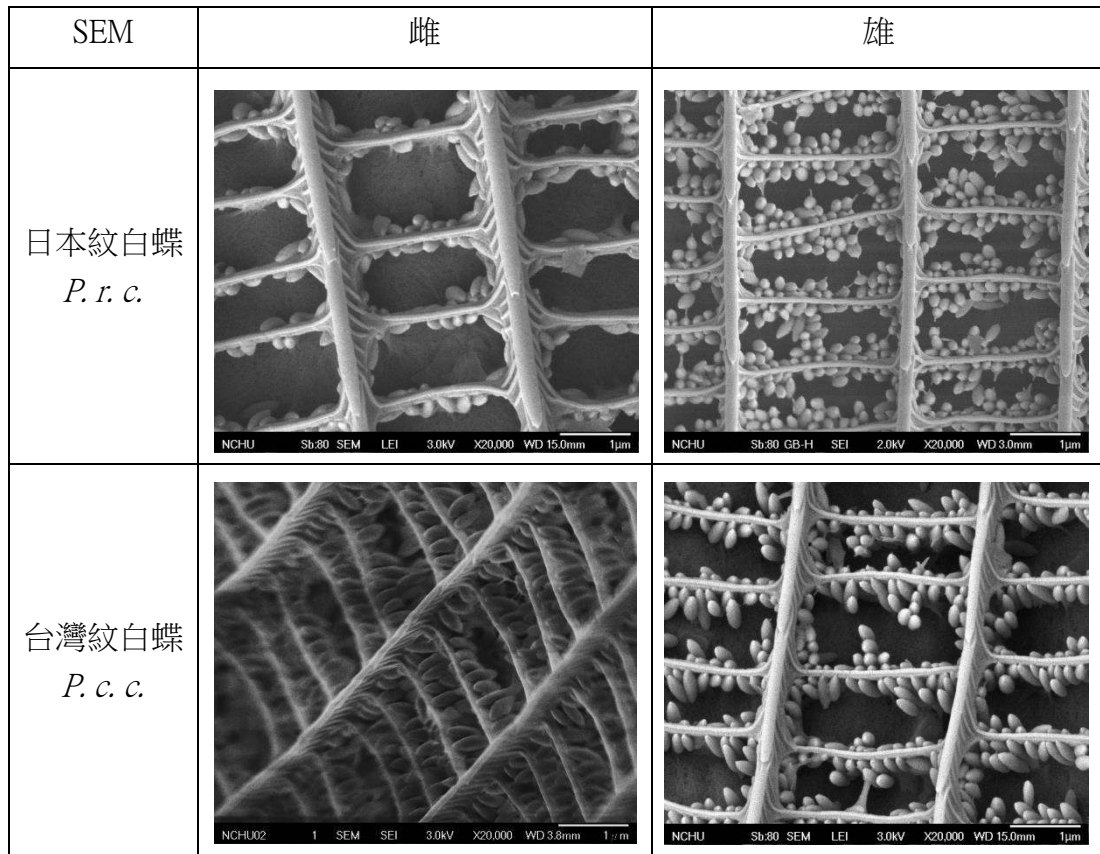 SEM 雌 雄
日本紋白蝶
P. r. c.
NCHU Sb:80 SEM LEI 3.0kV X20,000 WD 15.0mm 1μm
NCHU Sb:80 GB-H SEI 2.0kV X20,000 WD 3.0mm 1μm
台灣紋白蝶
P. c. c.
NCHU02 1 SEM SEI 3.0kV X20,000 WD 3.8mm 1μm
NCHU Sb:80 SEM LEI 3.0kV X20,000 WD 15.0mm 1μm